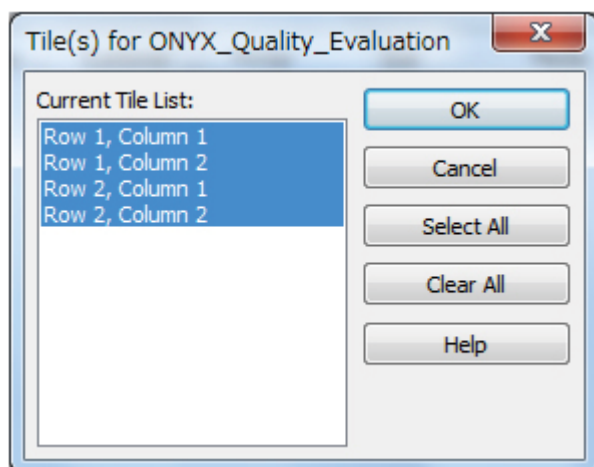 Tile(s) for ONYX_Quality_Evaluation
Current Tile List:
Row 1, Column 1
Row 1, Column 2
Row 2, Column 1
Row 2, Column 2
OK
Cancel
Select All
Clear All
Help